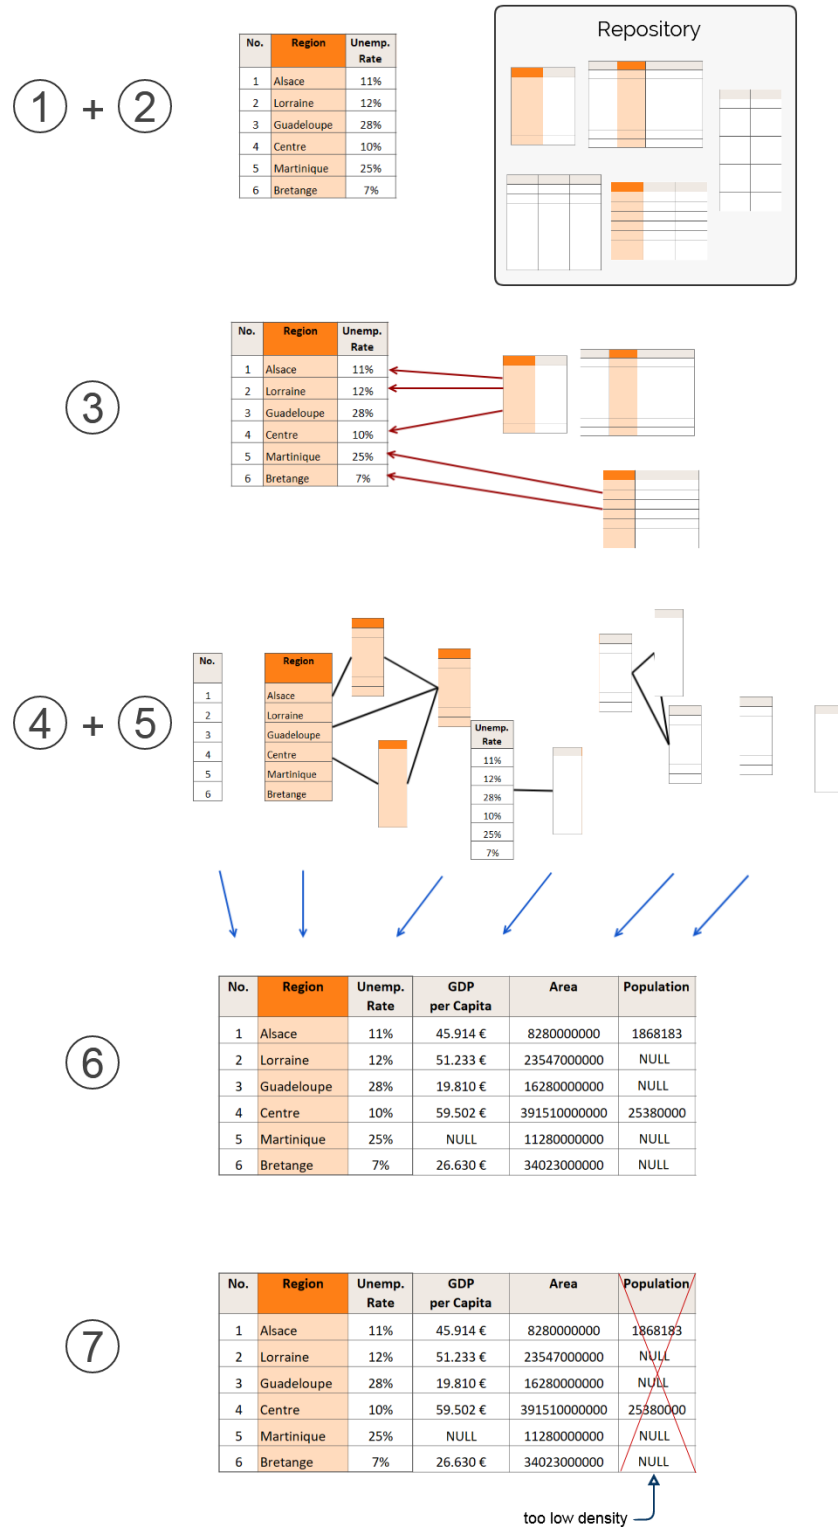 Repository
1 + 2
No. Region Unemp. Rate
1 Alsace 11%
2 Lorraine 12%
3 Guadeloupe 28%
4 Centre 10%
5 Martinique 25%
6 Bretange 7%
3
No. Region Unemp. Rate
1 Alsace 11%
2 Lorraine 12%
3 Guadeloupe 28%
4 Centre 10%
5 Martinique 25%
6 Bretange 7%
4 + 5
No.
1
2
3
4
5
6
Region
Alsace
Lorraine
Guadeloupe
Centre
Martinique
Bretange
Unemp.
Rate
11%
12%
28%
10%
25%
7%
6
No. Region Unemp. Rate GDP per Capita Area Population
1 Alsace 11% 45.914 € 8280000000 1868183
2 Lorraine 12% 51.233 € 23547000000 NULL
3 Guadeloupe 28% 19.810 € 16280000000 NULL
4 Centre 10% 59.502 € 391510000000 25380000
5 Martinique 25% NULL 11280000000 NULL
6 Bretange 7% 26.630 € 34023000000 NULL
7
No. Region Unemp. Rate GDP per Capita Area Population
1 Alsace 11% 45.914 € 8280000000 1868183
2 Lorraine 12% 51.233 € 23547000000 NULL
3 Guadeloupe 28% 19.810 € 16280000000 NULL
4 Centre 10% 59.502 € 391510000000 25380000
5 Martinique 25% NULL 11280000000 NULL
6 Bretange 7% 26.630 € 34023000000 NULL
too low density